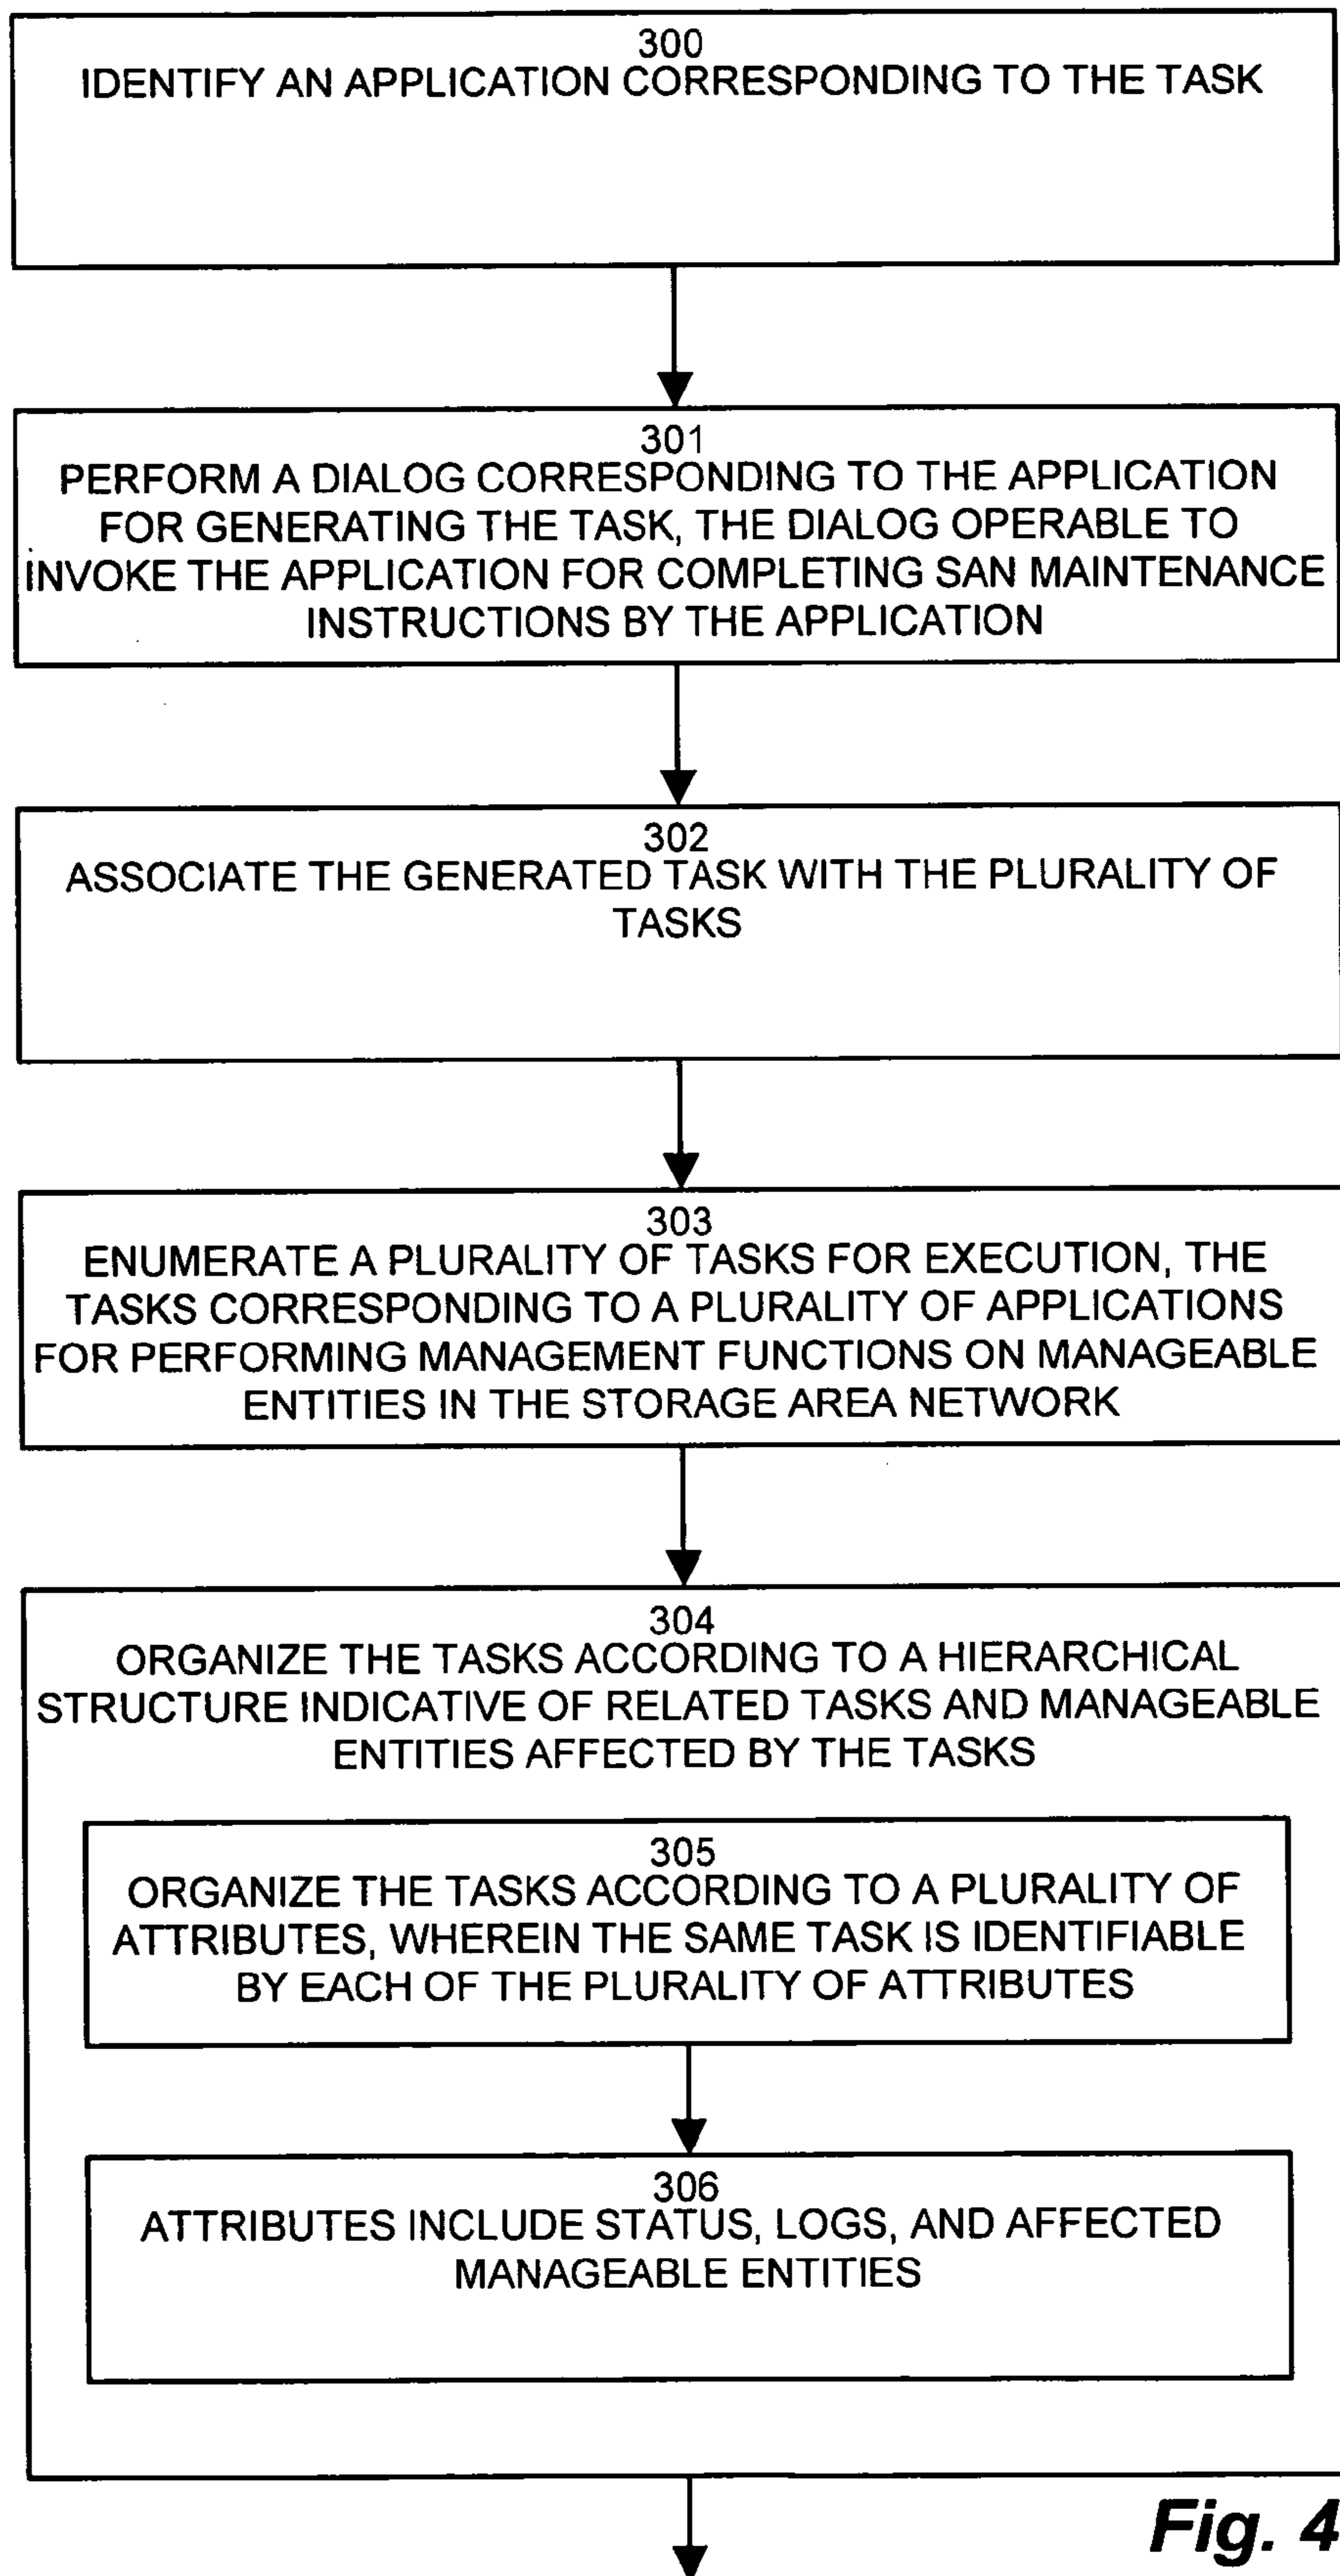 300
IDENTIFY AN APPLICATION CORRESPONDING TO THE TASK
301
PERFORM A DIALOG CORRESPONDING TO THE APPLICATION
FOR GENERATING THE TASK, THE DIALOG OPERABLE TO
INVOKE THE APPLICATION FOR COMPLETING SAN MAINTENANCE
INSTRUCTIONS BY THE APPLICATION
302
ASSOCIATE THE GENERATED TASK WITH THE PLURALITY OF
TASKS
303
ENUMERATE A PLURALITY OF TASKS FOR EXECUTION, THE
TASKS CORRESPONDING TO A PLURALITY OF APPLICATIONS
FOR PERFORMING MANAGEMENT FUNCTIONS ON MANAGEABLE
ENTITIES IN THE STORAGE AREA NETWORK
304
ORGANIZE THE TASKS ACCORDING TO A HIERARCHICAL
STRUCTURE INDICATIVE OF RELATED TASKS AND MANAGEABLE
ENTITIES AFFECTED BY THE TASKS
305
ORGANIZE THE TASKS ACCORDING TO A PLURALITY OF
ATTRIBUTES, WHEREIN THE SAME TASK IS IDENTIFIABLE
BY EACH OF THE PLURALITY OF ATTRIBUTES
306
ATTRIBUTES INCLUDE STATUS, LOGS, AND AFFECTED
MANAGEABLE ENTITIES
Fig. 4